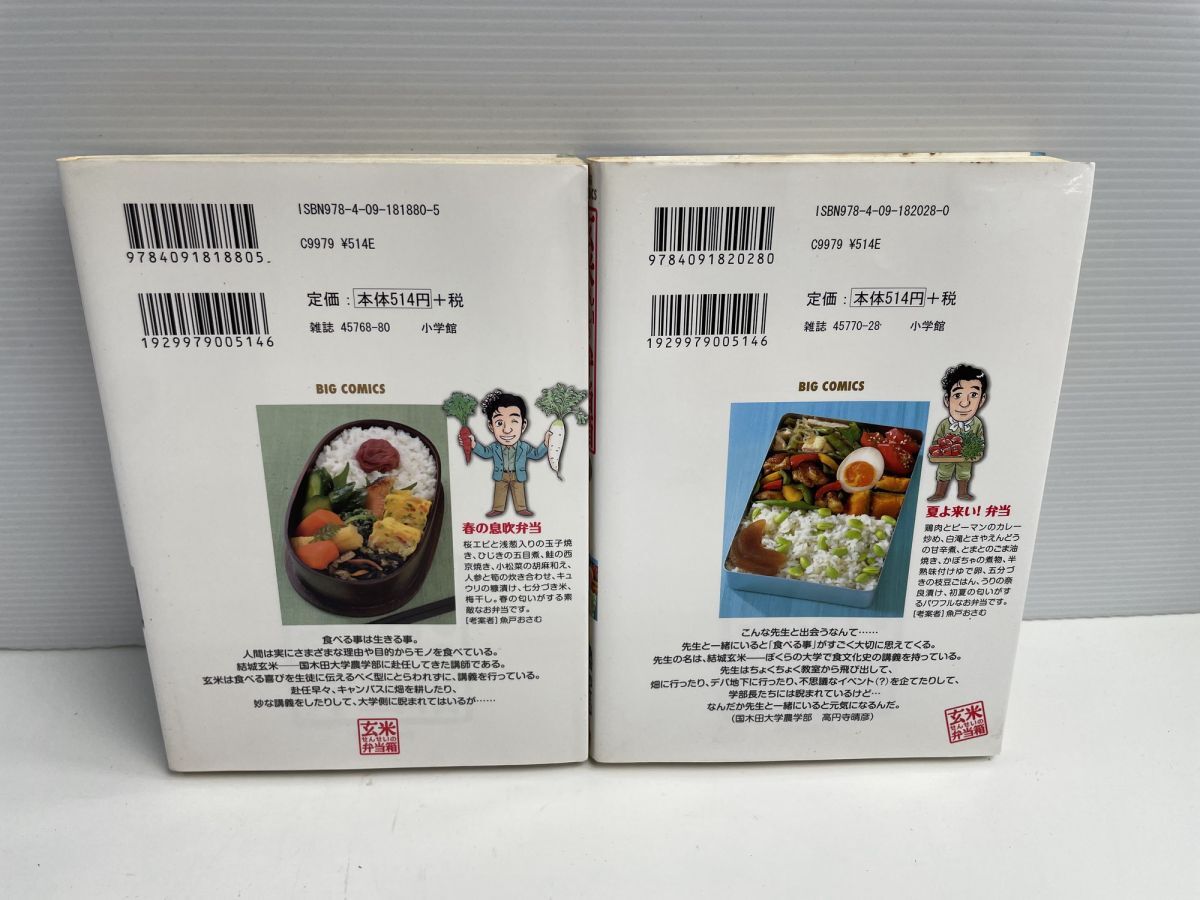 ISBN978-4-09-181880-5
9784091818805
C9979 ¥514E
定価：本体514円+税
雑誌 45768-80 小学館
1929979005146
BIG COMICS
春の息吹弁当
桜エビと浅葱入りの玉子焼
き、ひじきの五目煮、鮭の西
京焼き、小松菜の胡麻和え、
人参と筍の炊き合わせ、キュ
ウリの糠漬け、七分づき米、
梅干し。春の匂いがする素
敵なお弁当です。
[考案者]魚戸おさむ
食べる事は生きる事。
人間は実にさまざまな理由や目的からモノを食べている。
結城玄米──国木田大学農学部に赴任してきた講師である。
玄米は食べる喜びを生徒に伝えるべく型にとらわれずに、講義を行っている。
赴任早々、キャンパスに畑を耕したり、
妙な講義をしたりして、大学側に睨まれてはいるが……
玄米
せんせいの
弁当箱
COMICS
ISBN978-4-09-182028-0
9784091820280
C9979 ¥514E
定価：本体514円+税
雑誌 45770-28 小学館
1929979005146
BIG COMICS
夏よ来い!弁当
鶏肉とピーマンのカレー
炒め、白滝とさやえんどう
の甘辛煮、とまとのごま油
焼き、かぼちゃの煮物、半
熟味付けゆで卵、五分づ
きの枝豆ごはん、うりの奈
良漬け、初夏の匂いがす
るパワフルなお弁当です。
[考案者]魚戸おさむ
こんな先生と出会うなんて……
先生と一緒にいると「食べる事」がすごく大切に思えてくる。
先生の名は、結城玄米──ぼくらの大学で食文化史の講義を持っている。
先生はちょくちょく教室から飛び出して、
畑に行ったり、デパ地下に行ったり、不思議なイベント(?)を企てたりして、
学部長たちには睨まれているけど…
なんだか先生と一緒にいると元気になるんだ。
(国木田大学農学部 高円寺晴彦)
玄米
せんせいの
弁当箱